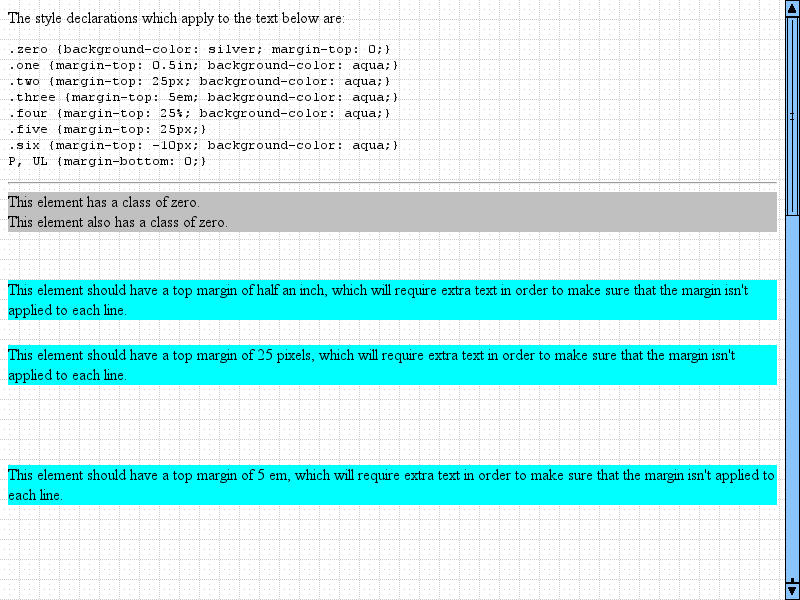 The style declarations which apply to the text below are:
.zero {background-color: silver; margin-top: 0;}
.one {margin-top: 0.5in; background-color: aqua;}
.two {margin-top: 25px; background-color: aqua;}
.three {margin-top: 5em; background-color: aqua;}
.four {margin-top: 25%; background-color: aqua;}
.five {margin-top: 25px;}
.six {margin-top: -10px; background-color: aqua;}
P, UL {margin-bottom: 0;}
This element has a class of zero.
This element also has a class of zero.
This element should have a top margin of half an inch, which will require extra text in order to make sure that the margin isn't
applied to each line.
This element should have a top margin of 25 pixels, which will require extra text in order to make sure that the margin isn't
applied to each line.
This element should have a top margin of 5 em, which will require extra text in order to make sure that the margin isn't applied to
each line.